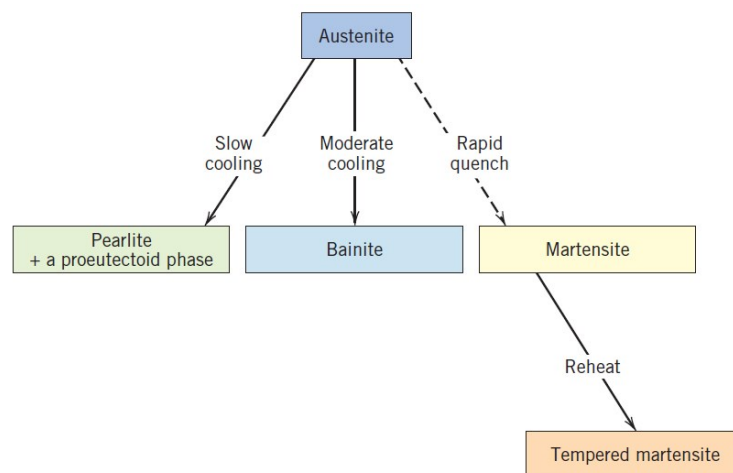 Austenite
Slow
cooling
Moderate
cooling
Rapid
quench
Pearlite
+ a proeutectoid phase
Bainite
Martensite
Reheat
Tempered martensite